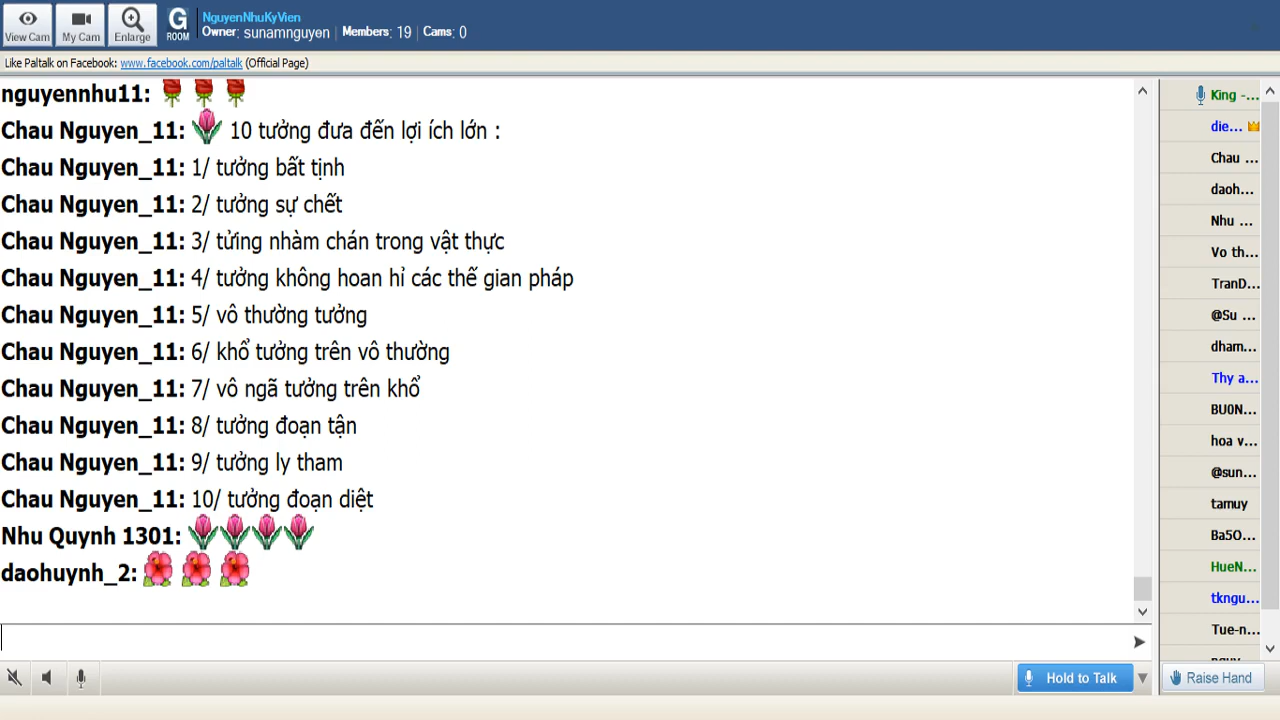 View Cam
My Cam
Enlarge
G
ROOM
NguyenNhuKyVien
Owner: sunamnguyen | Members: 19 | Cams: 0
Like Paltalk on Facebook: www.facebook.com/paltalk (Official Page)
nguyennhu11:
Chau Nguyen_11: 10 tưởng đưa đến lợi ích lớn :
Chau Nguyen_11: 1/ tưởng bất tịnh
Chau Nguyen_11: 2/ tưởng sự chết
Chau Nguyen_11: 3/ tửing nhàm chán trong vật thực
Chau Nguyen_11: 4/ tưởng không hoan hỉ các thế gian pháp
Chau Nguyen_11: 5/ vô thường tưởng
Chau Nguyen_11: 6/ khổ tưởng trên vô thường
Chau Nguyen_11: 7/ vô ngã tưởng trên khổ
Chau Nguyen_11: 8/ tưởng đoạn tận
Chau Nguyen_11: 9/ tưởng ly tham
Chau Nguyen_11: 10/ tưởng đoạn diệt
Nhu Quynh 1301:
daohuynh_2:
King -...
die...
Chau ...
daoh...
Nhu ...
Vo th...
TranD...
@Su ...
dham...
Thy a...
BU0N...
hoa v...
@sun...
tamuy
Ba5O...
HueN...
tkngu...
Tue-n...
Hold to Talk
Raise Hand